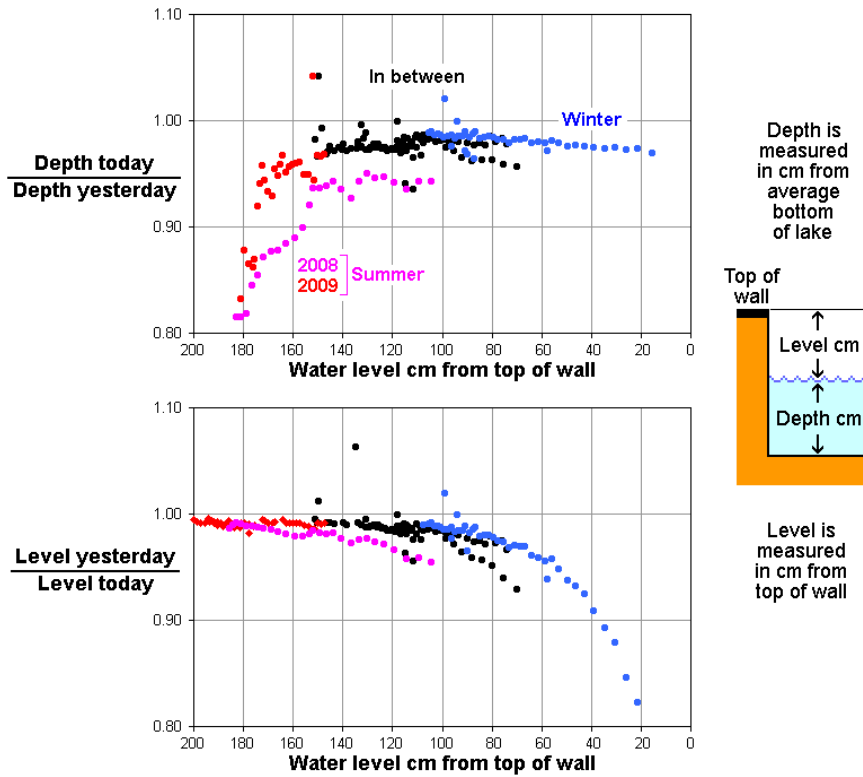 1.10
1.00
0.90
0.80
Depth today
Depth yesterday
In between
Winter
2008
2009
Summer
200 180 160 140 120 100 80 60 40 20 0
Water level cm from top of wall
Depth is
measured
in cm from
average
bottom
of lake
Top of
wall
Level cm
Depth cm
1.10
1.00
0.90
0.80
Level yesterday
Level today
200 180 160 140 120 100 80 60 40 20 0
Water level cm from top of wall
Level is
measured
in cm from
top of wall